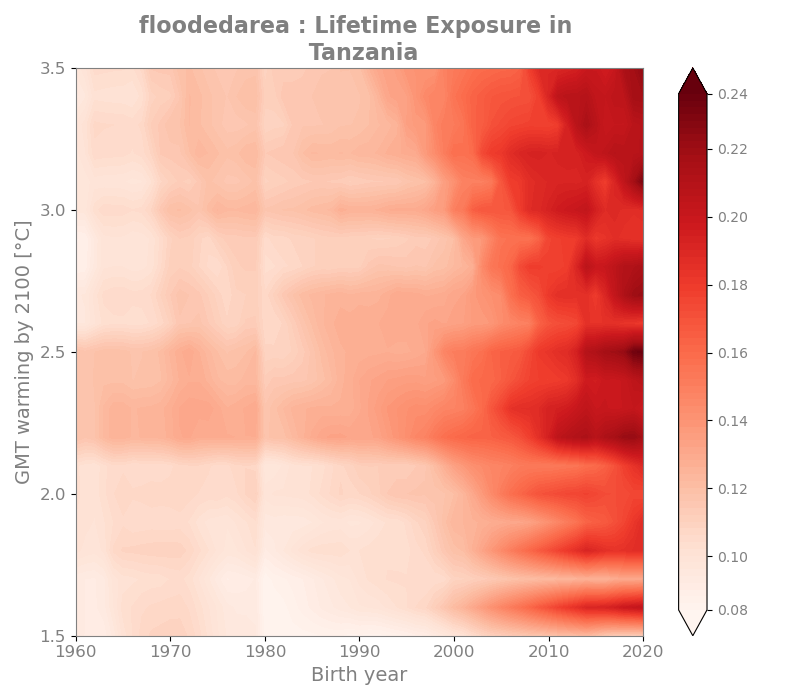 floodedarea : Lifetime Exposure in
Tanzania
3.5
3.0
2.5
2.0
1.5
GMT warming by 2100 [°C]
1960 1970 1980 1990 2000 2010 2020
Birth year
0.24
0.22
0.20
0.18
0.16
0.14
0.12
0.10
0.08